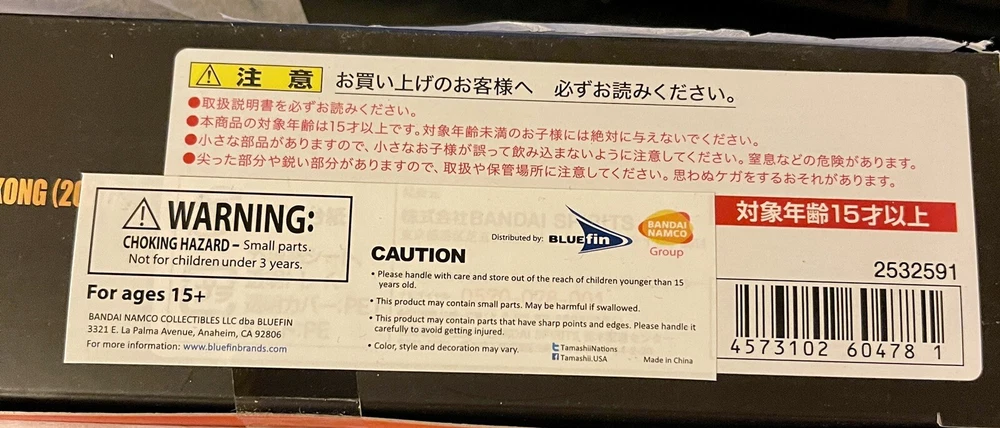 注 意 お買い上げのお客様へ 必ずお読みください。
●取扱説明書を必ずお読みください。
●本商品の対象年齢は15才以上です。対象年齢未満のお子様には絶対に与えないでください。
●小さな部品がありますので、小さなお子様が誤って飲み込まないように注意してください。窒息などの危険があります。
●尖った部分や鋭い部分がありますので、取扱や保管場所に注意してください。思わぬケガをするおそれがあります。
KONG (20
WARNING:
CHOKING HAZARD – Small parts.
Not for children under 3 years.
For ages 15+
BANDAI NAMCO COLLECTIBLES LLC dba BLUEFIN
3321 E. La Palma Avenue, Anaheim, CA 92806
For more information: www.bluefinbrands.com
Distributed by: BLUEfin
BANDAI
NAMCO
Group
CAUTION
• Please handle with care and store out of the reach of children younger than 15
years old.
• This product may contain small parts. May be harmful if swallowed.
• This product may contain parts that have sharp points and edges. Please handle it
carefully to avoid getting injured.
• Color, style and decoration may vary.
TamashiiNations
Tamashii.USA
Made in China
対象年齢15才以上
2532591
4573102 604781